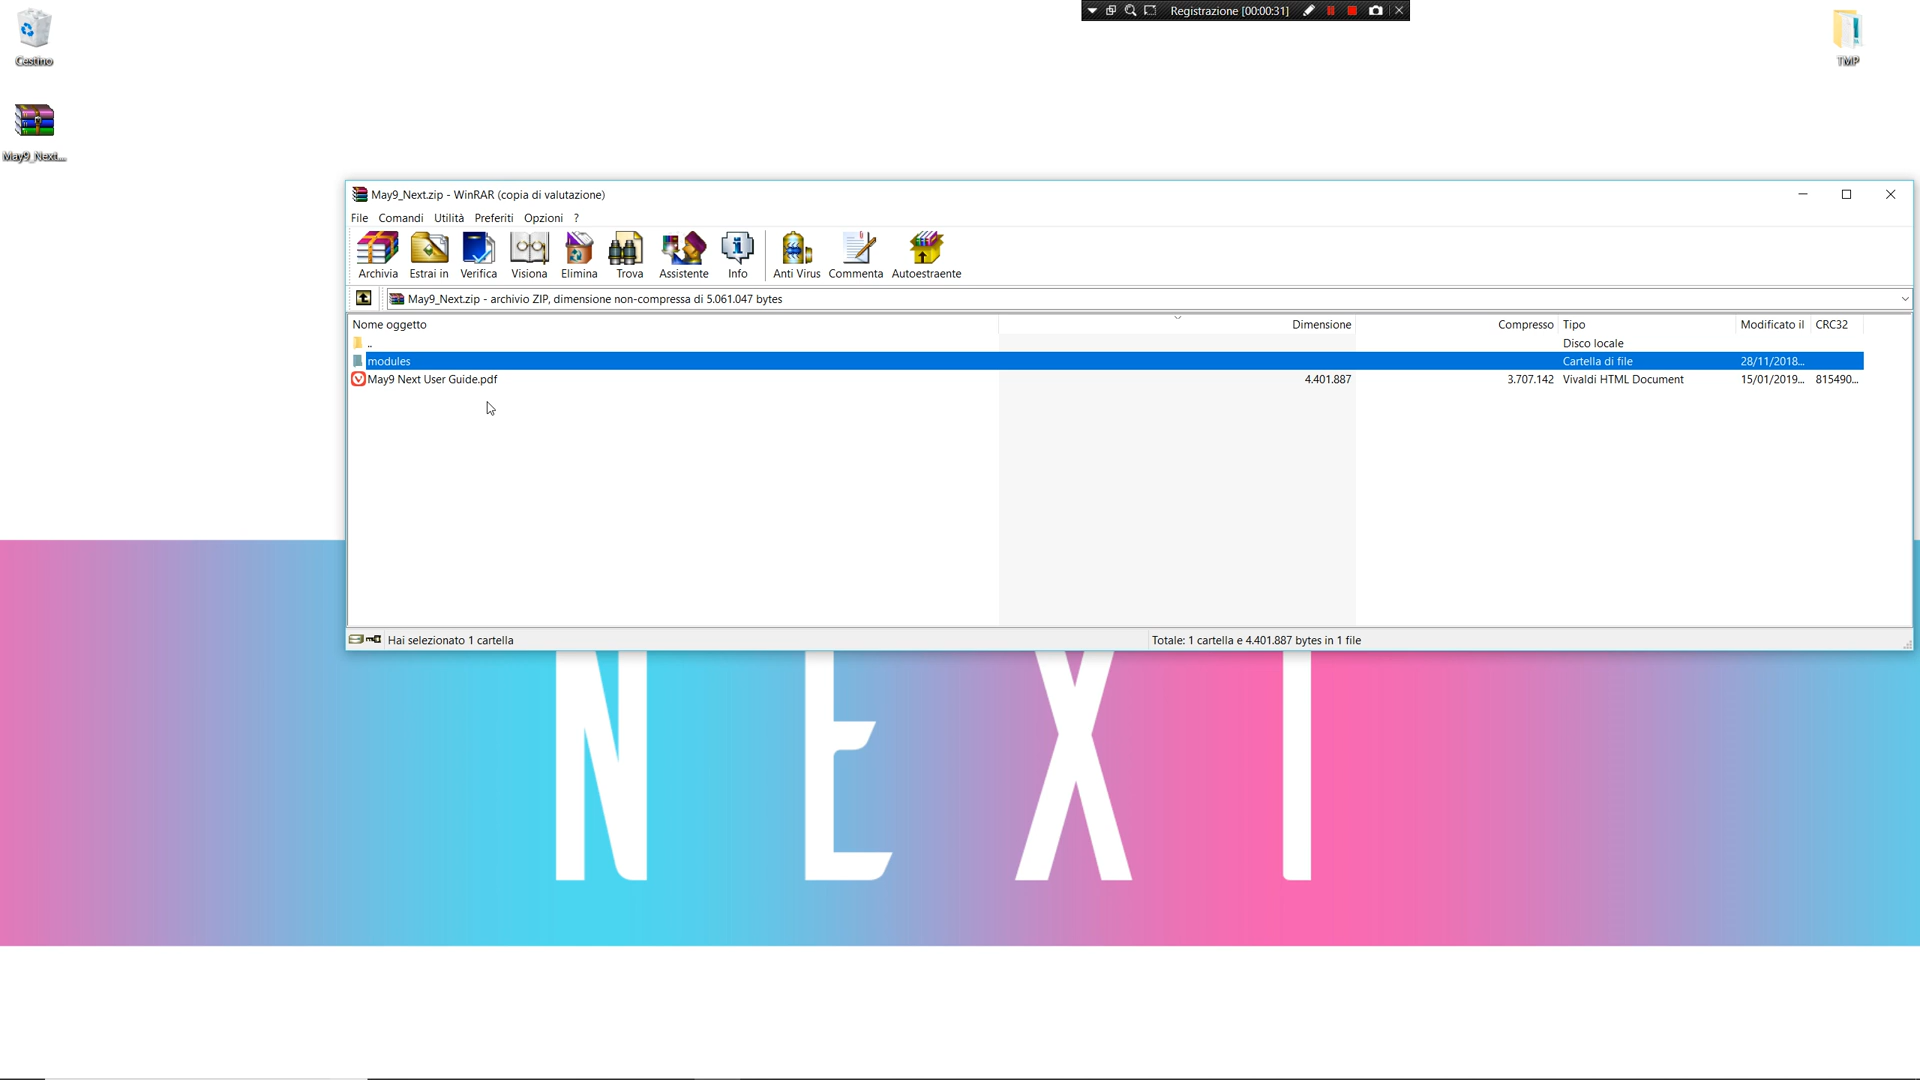 Registrazione [00:00:31]
Cestino
TMP
May9_Next....
May9_Next.zip - WinRAR (copia di valutazione)
File Comandi Utilità Preferiti Opzioni ?
Archivia Estrai in Verifica Visiona Elimina Trova Assistente Info Anti Virus Commenta Autoestraente
May9_Next.zip - archivio ZIP, dimensione non-compressa di 5.061.047 bytes
Nome oggetto Dimensione Compresso Tipo Modificato il CRC32
.. Disco locale
modules Cartella di file 28/11/2018...
May9 Next User Guide.pdf 4.401.887 3.707.142 Vivaldi HTML Document 15/01/2019... 815490...
Hai selezionato 1 cartella Totale: 1 cartella e 4.401.887 bytes in 1 file
NEXT